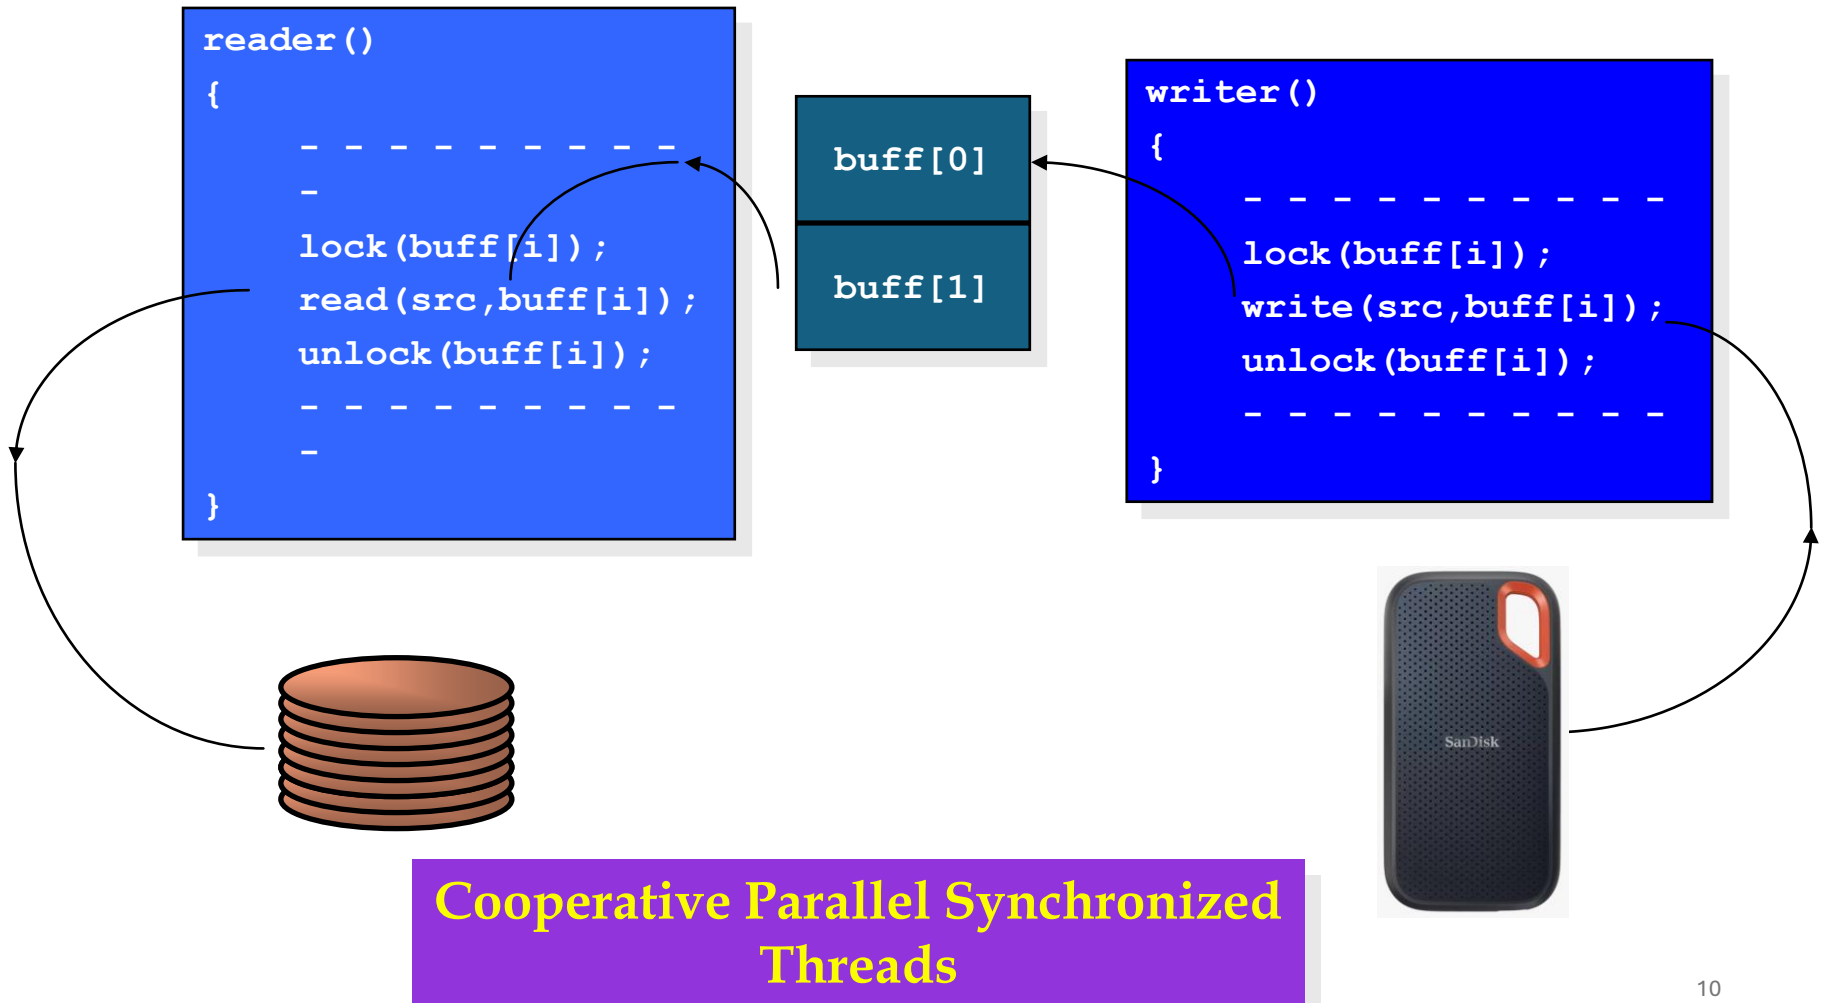 reader()
{
- - - - - - - - -
-
lock(buff[i]);
read(src,buff[i]);
unlock(buff[i]);
- - - - - - - - -
-
}
buff[0]
buff[1]
writer()
{
- - - - - - - - - -
lock(buff[i]);
write(src,buff[i]);
unlock(buff[i]);
- - - - - - - - - -
}
SanDisk
Cooperative Parallel Synchronized
Threads
10